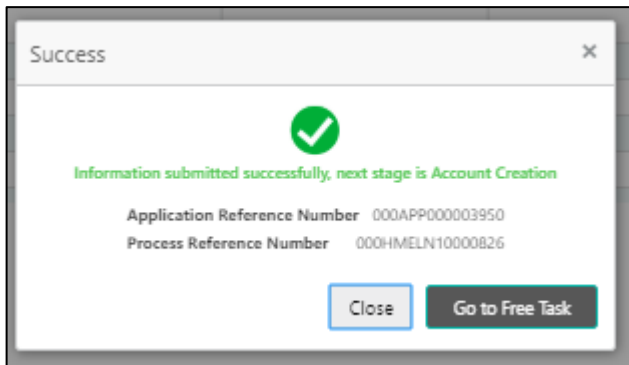 Success ×
Information submitted successfully, next stage is Account Creation
Application Reference Number 000APP000003950
Process Reference Number 000HMELN10000826
Close Go to Free Task